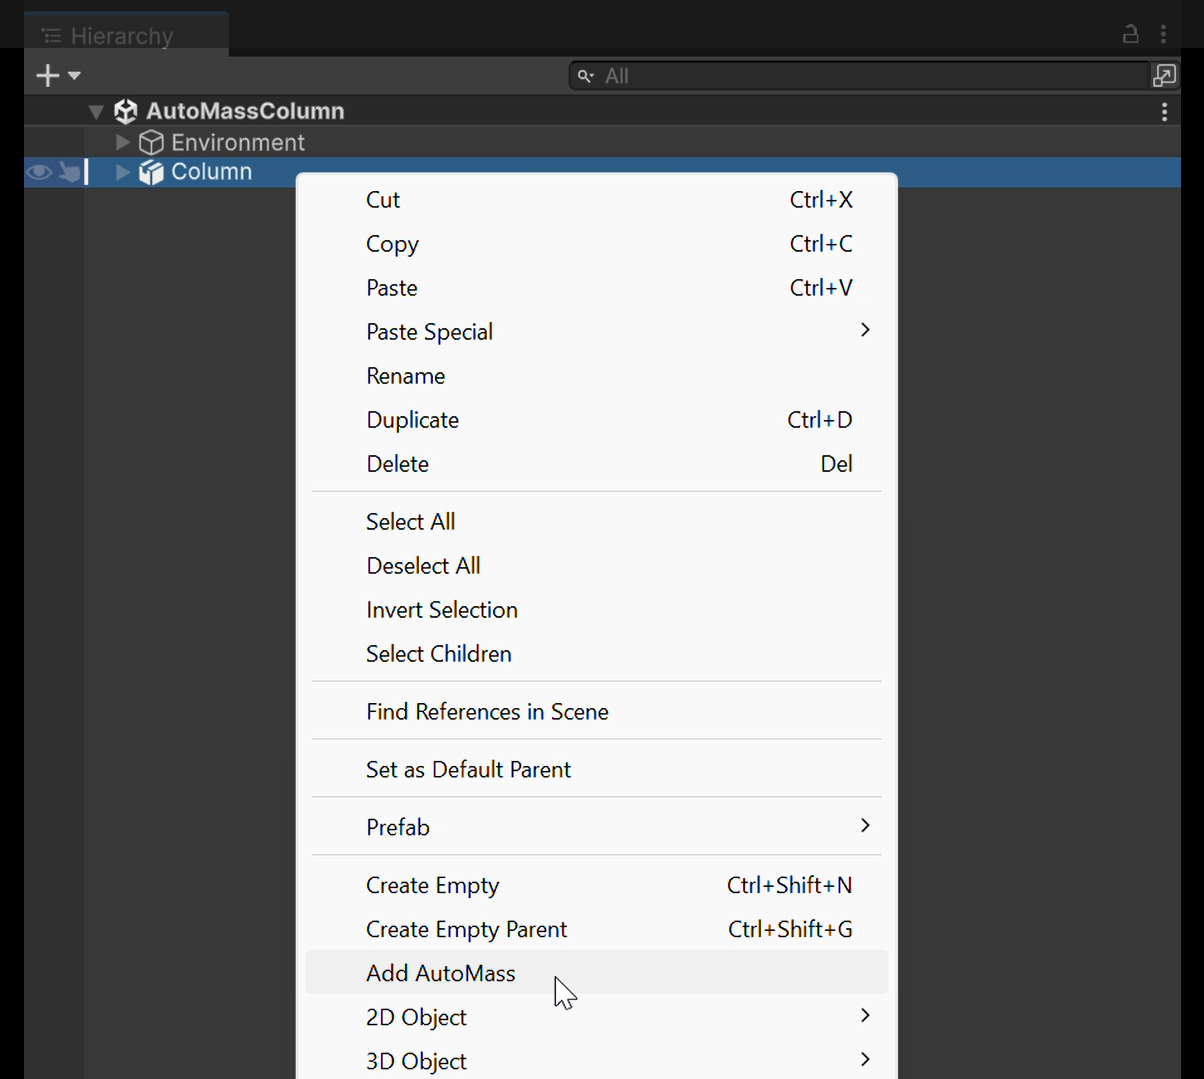 Hierarchy
All
AutoMassColumn
Environment
Column
Cut Ctrl+X
Copy Ctrl+C
Paste Ctrl+V
Paste Special
Rename
Duplicate Ctrl+D
Delete Del
Select All
Deselect All
Invert Selection
Select Children
Find References in Scene
Set as Default Parent
Prefab
Create Empty Ctrl+Shift+N
Create Empty Parent Ctrl+Shift+G
Add AutoMass
2D Object
3D Object